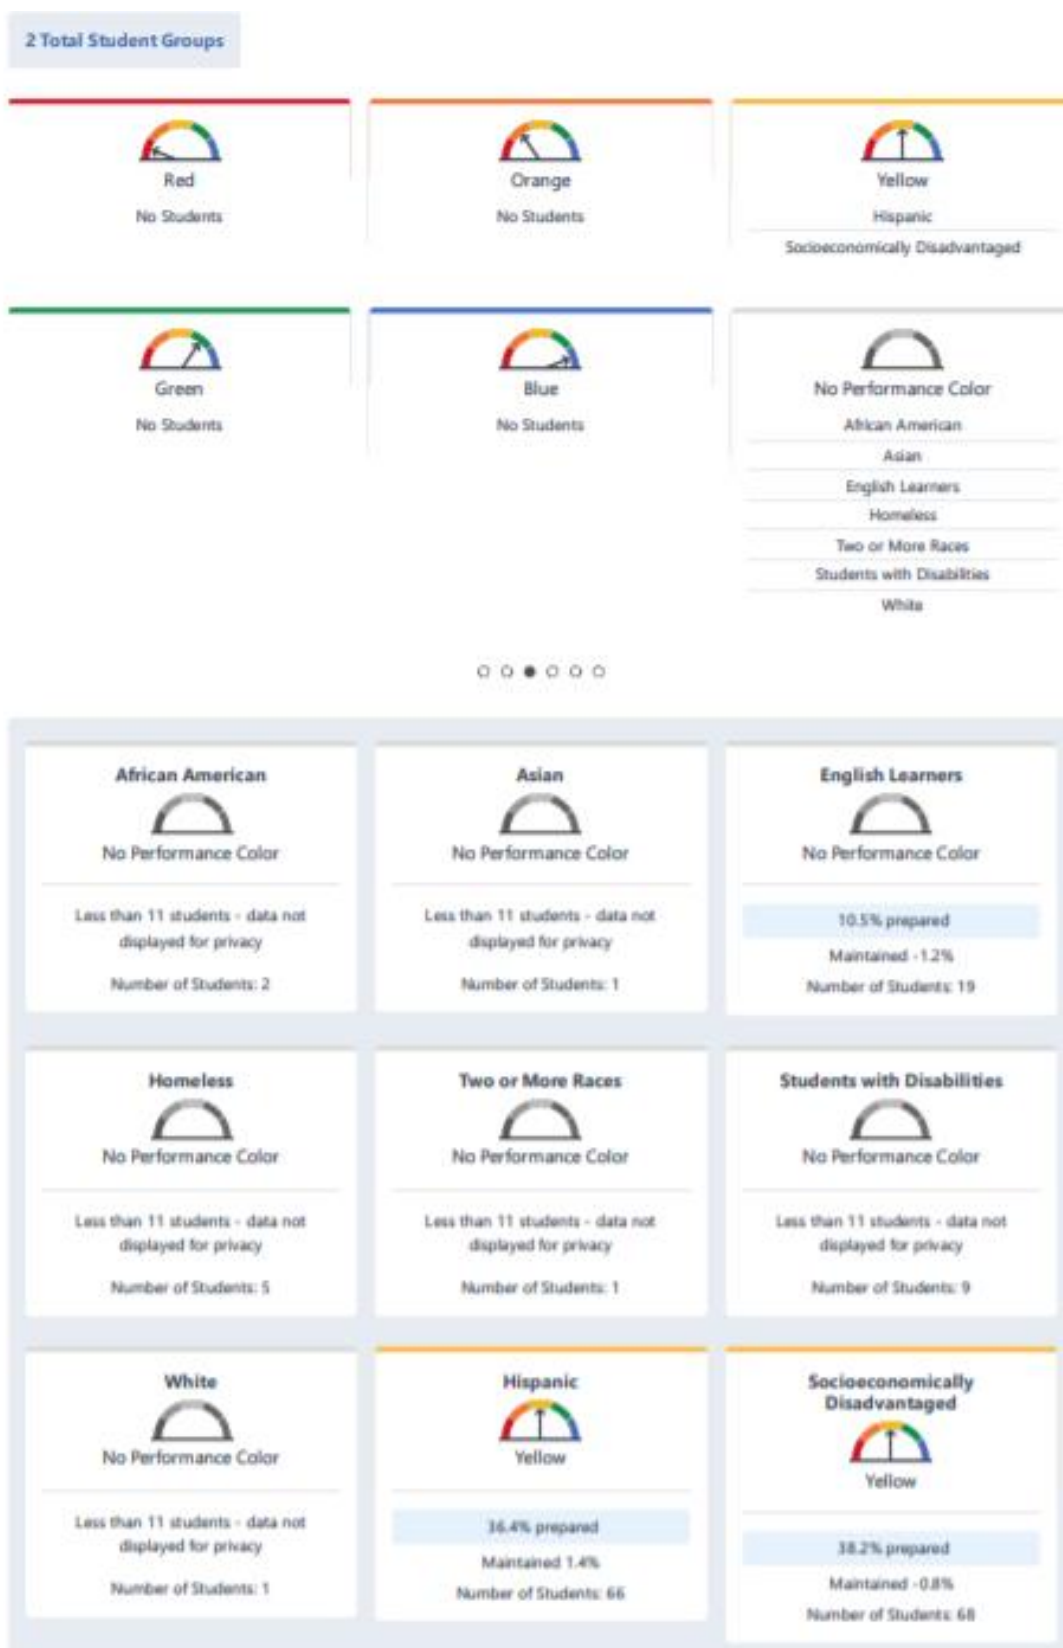 2 Total Student Groups
Red
No Students
Orange
No Students
Yellow
Hispanic
Socioeconomically Disadvantaged
Green
No Students
Blue
No Students
No Performance Color
African American
Asian
English Learners
Homeless
Two or More Races
Students with Disabilities
White
African American
No Performance Color
Less than 11 students - data not
displayed for privacy
Number of Students: 2
Asian
No Performance Color
Less than 11 students - data not
displayed for privacy
Number of Students: 1
English Learners
No Performance Color
10.5% prepared
Maintained -1.2%
Number of Students: 19
Homeless
No Performance Color
Less than 11 students - data not
displayed for privacy
Number of Students: 5
Two or More Races
No Performance Color
Less than 11 students - data not
displayed for privacy
Number of Students: 1
Students with Disabilities
No Performance Color
Less than 11 students - data not
displayed for privacy
Number of Students: 9
White
No Performance Color
Less than 11 students - data not
displayed for privacy
Number of Students: 1
Hispanic
Yellow
36.4% prepared
Maintained 1.4%
Number of Students: 66
Socioeconomically
Disadvantaged
Yellow
38.2% prepared
Maintained -0.8%
Number of Students: 68